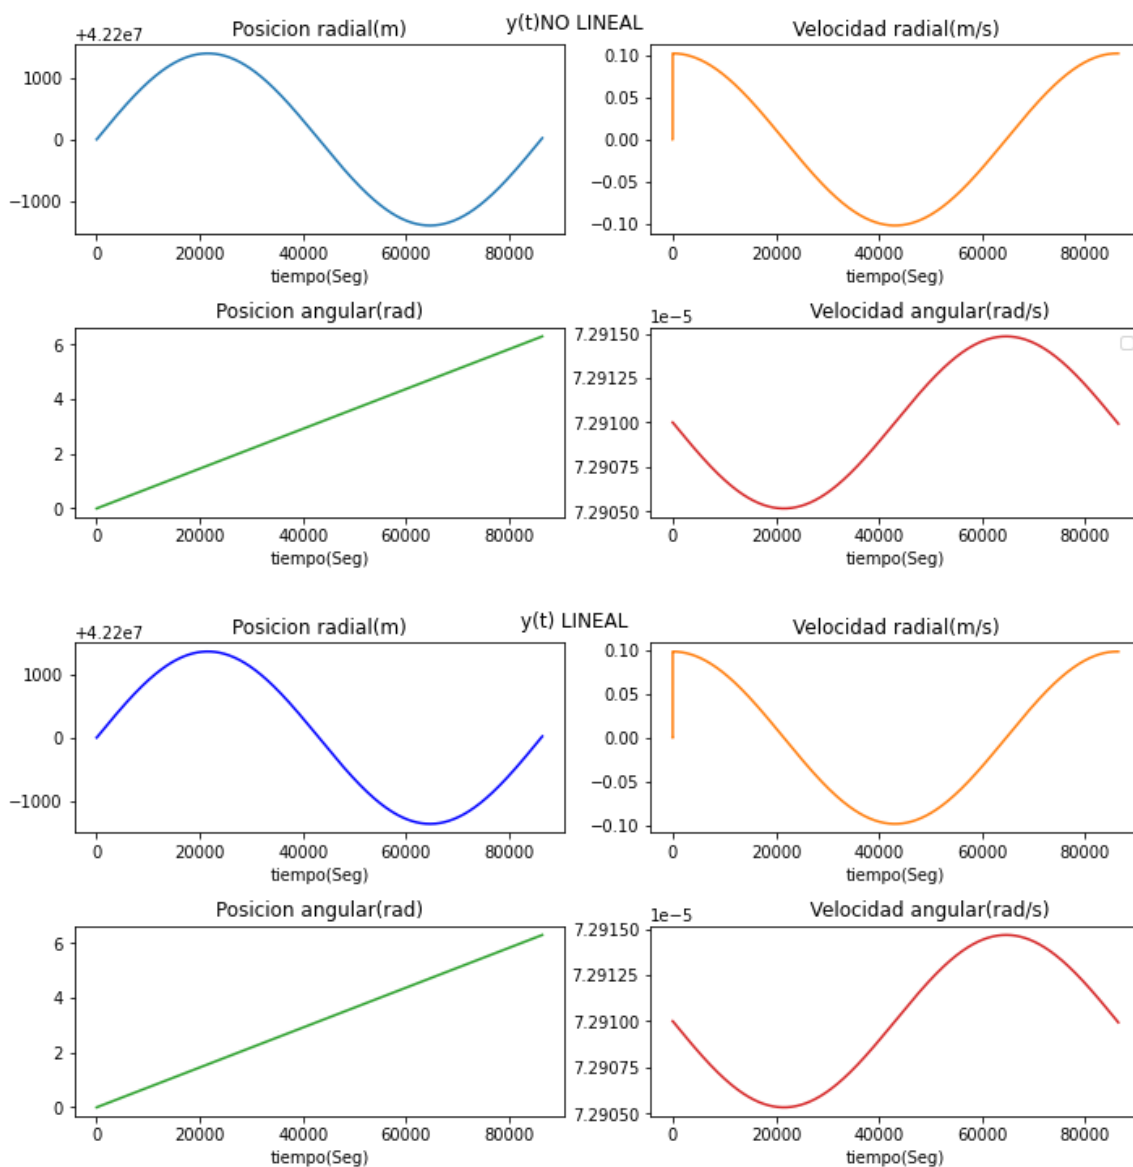 y(t)NO LINEAL
Posicion radial(m)
+4.22e7
1000
0
−1000
0 20000 40000 60000 80000
tiempo(Seg)
Velocidad radial(m/s)
0.10
0.05
0.00
−0.05
−0.10
0 20000 40000 60000 80000
tiempo(Seg)
Posicion angular(rad)
6
4
2
0
0 20000 40000 60000 80000
tiempo(Seg)
Velocidad angular(rad/s)
1e−5
7.29150
7.29125
7.29100
7.29075
7.29050
0 20000 40000 60000 80000
tiempo(Seg)
y(t) LINEAL
Posicion radial(m)
+4.22e7
1000
0
−1000
0 20000 40000 60000 80000
tiempo(Seg)
Velocidad radial(m/s)
0.10
0.05
0.00
−0.05
−0.10
0 20000 40000 60000 80000
tiempo(Seg)
Posicion angular(rad)
6
4
2
0
0 20000 40000 60000 80000
tiempo(Seg)
Velocidad angular(rad/s)
1e−5
7.29150
7.29125
7.29100
7.29075
7.29050
0 20000 40000 60000 80000
tiempo(Seg)